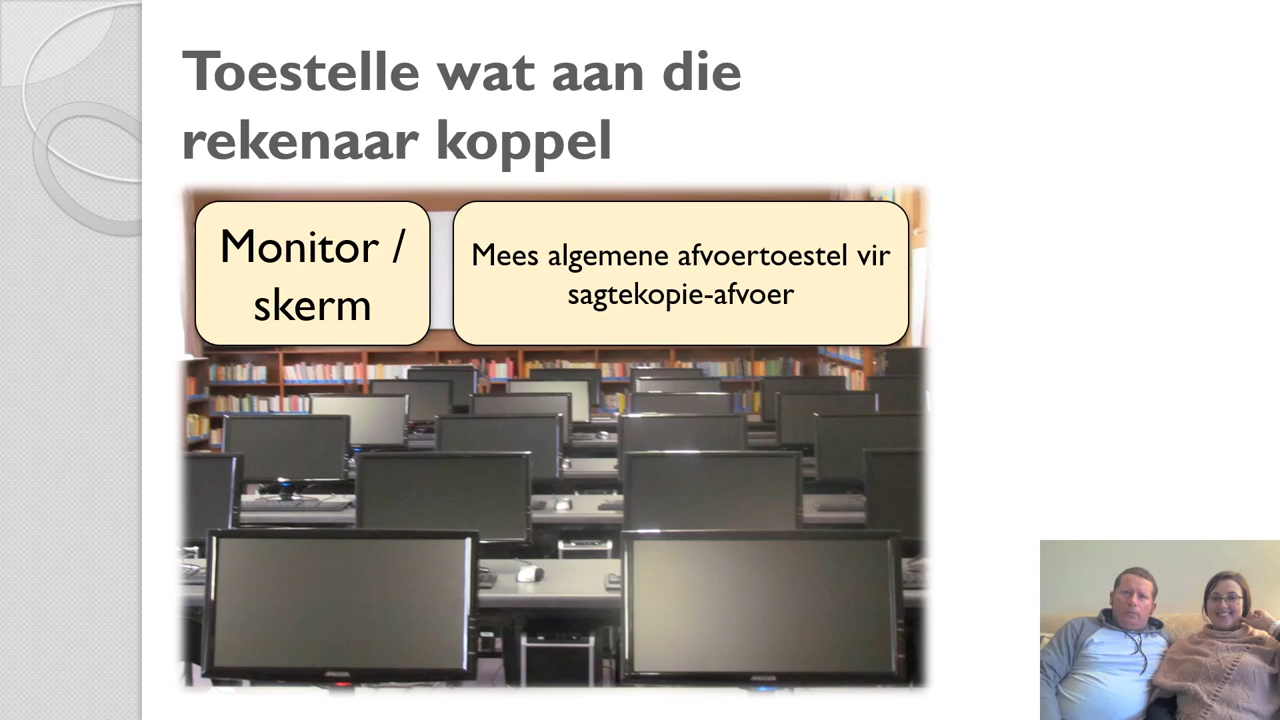 Toestelle wat aan die
rekenaar koppel
Monitor /
skerm
Mees algemene afvoertoestel vir
sagtekopie-afvoer